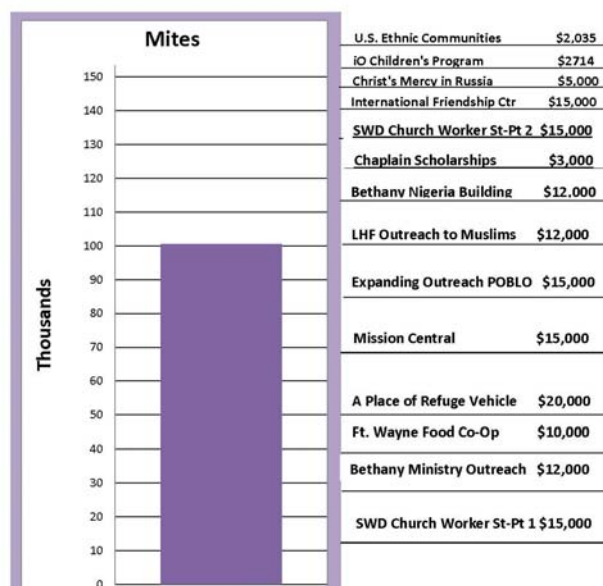 Mites
Thousands
150
140
130
120
110
100
90
80
70
60
50
40
30
20
10
0
U.S. Ethnic Communities $2,035
iO Children's Program $2714
Christ's Mercy in Russia $5,000
International Friendship Ctr $15,000
SWD Church Worker St-Pt 2 $15,000
Chaplain Scholarships $3,000
Bethany Nigeria Building $12,000
LHF Outreach to Muslims $12,000
Expanding Outreach POBLO $15,000
Mission Central $15,000
A Place of Refuge Vehicle $20,000
Ft. Wayne Food Co-Op $10,000
Bethany Ministry Outreach $12,000
SWD Church Worker St-Pt 1 $15,000